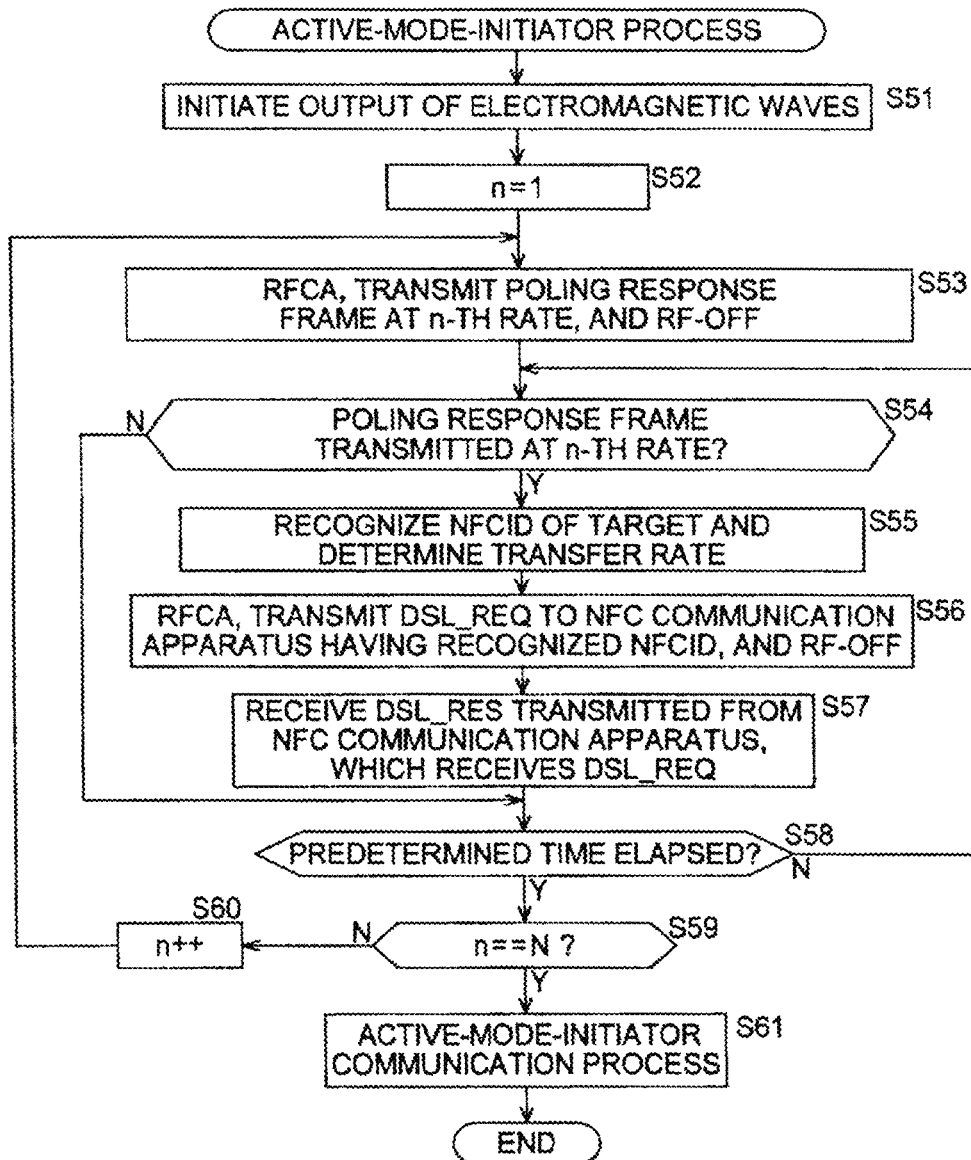 ACTIVE-MODE-INITIATOR PROCESS
INITIATE OUTPUT OF ELECTROMAGNETIC WAVES
S51
n=1
S52
RFCA, TRANSMIT POLING RESPONSE
FRAME AT n-TH RATE, AND RF-OFF
S53
POLING RESPONSE FRAME
TRANSMITTED AT n-TH RATE?
S54
N
Y
RECOGNIZE NFCID OF TARGET AND
DETERMINE TRANSFER RATE
S55
RFCA, TRANSMIT DSL_REQ TO NFC COMMUNICATION
APPARATUS HAVING RECOGNIZED NFCID, AND RF-OFF
S56
RECEIVE DSL_RES TRANSMITTED FROM
NFC COMMUNICATION APPARATUS,
WHICH RECEIVES DSL_REQ
S57
PREDETERMINED TIME ELAPSED?
S58
N
Y
n==N ?
S59
N
Y
S60
n++
ACTIVE-MODE-INITIATOR
COMMUNICATION PROCESS
S61
END